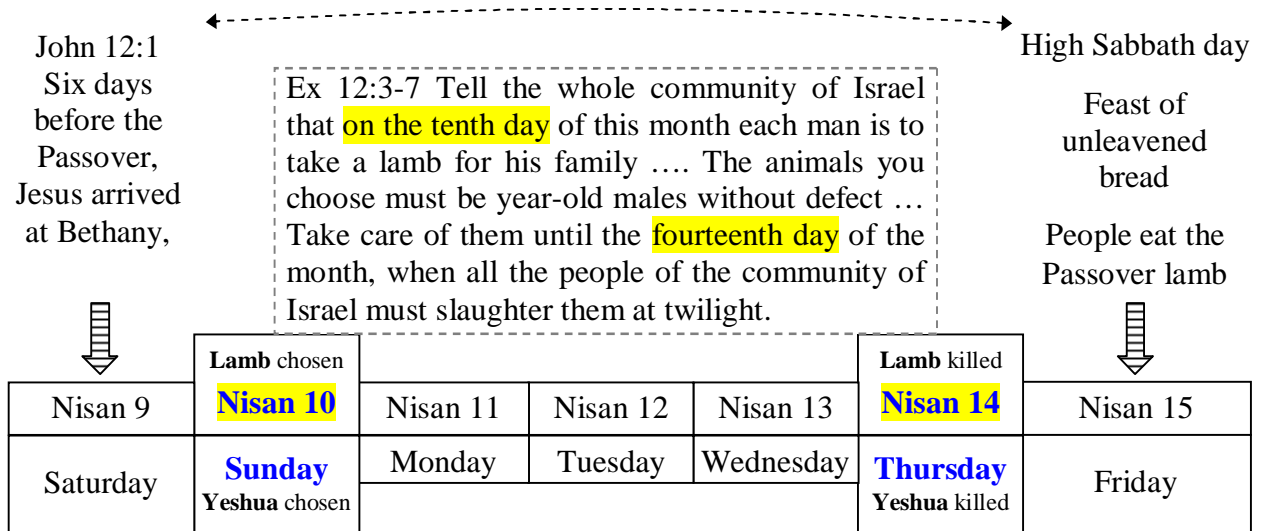 John 12:1
Six days
before the
Passover,
Jesus arrived
at Bethany,
Ex 12:3-7 Tell the whole community of Israel
that on the tenth day of this month each man is to
take a lamb for his family …. The animals you
choose must be year-old males without defect …
Take care of them until the fourteenth day of the
month, when all the people of the community of
Israel must slaughter them at twilight.
High Sabbath day
Feast of
unleavened
bread
People eat the
Passover lamb
Lamb chosen
Lamb killed
Nisan 9 Nisan 10 Nisan 11 Nisan 12 Nisan 13 Nisan 14 Nisan 15
Saturday Sunday Monday Tuesday Wednesday Thursday Friday
Yeshua chosen
Yeshua killed